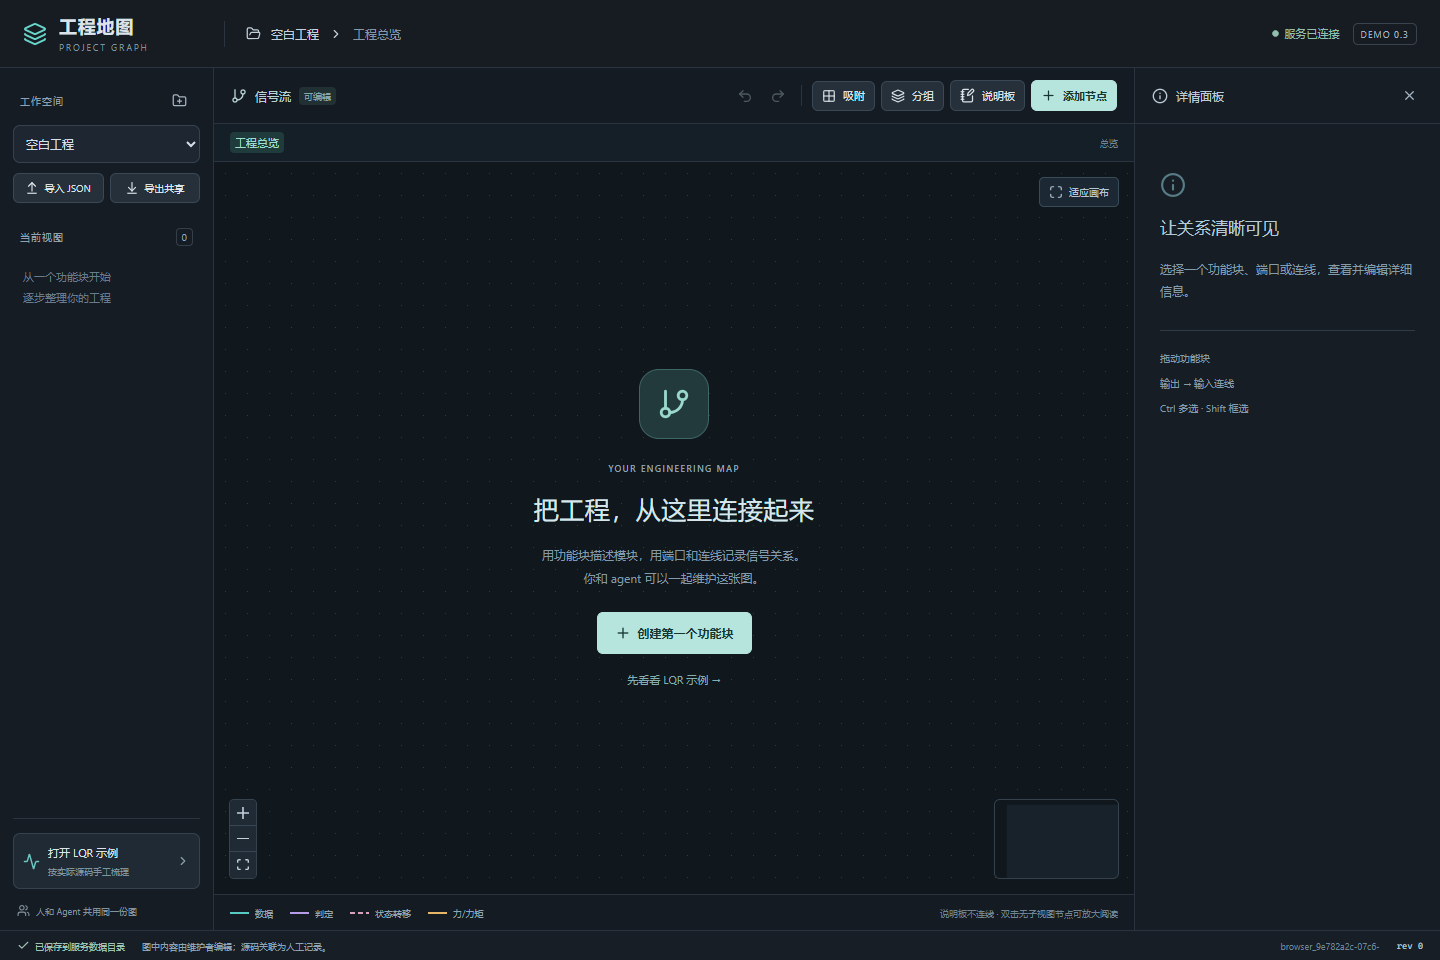 工程地图
PROJECT GRAPH
空白工程 > 工程总览
服务已连接
DEMO 0.3
工作空间
空白工程
导入 JSON
导出共享
当前视图
0
从一个功能块开始
逐步整理你的工程
打开 LQR 示例
按实际源码手工梳理
人和 Agent 共用同一份图
信号流
可编辑
吸附
分组
说明板
添加节点
工程总览
总览
适应画布
YOUR ENGINEERING MAP
把工程，从这里连接起来
用功能块描述模块，用端口和连线记录信号关系。
你和 agent 可以一起维护这张图。
创建第一个功能块
先看看 LQR 示例 →
数据
判定
状态转移
力/力矩
说明板不连线 · 双击无子视图节点可放大阅读
详情面板
让关系清晰可见
选择一个功能块、端口或连线，查看并编辑详细
信息。
拖动功能块
输出 → 输入连线
Ctrl 多选 · Shift 框选
已保存到服务数据目录
图中内容由维护者编辑；源码关联为人工记录。
browser_9e782a2c-07c6-
rev 0